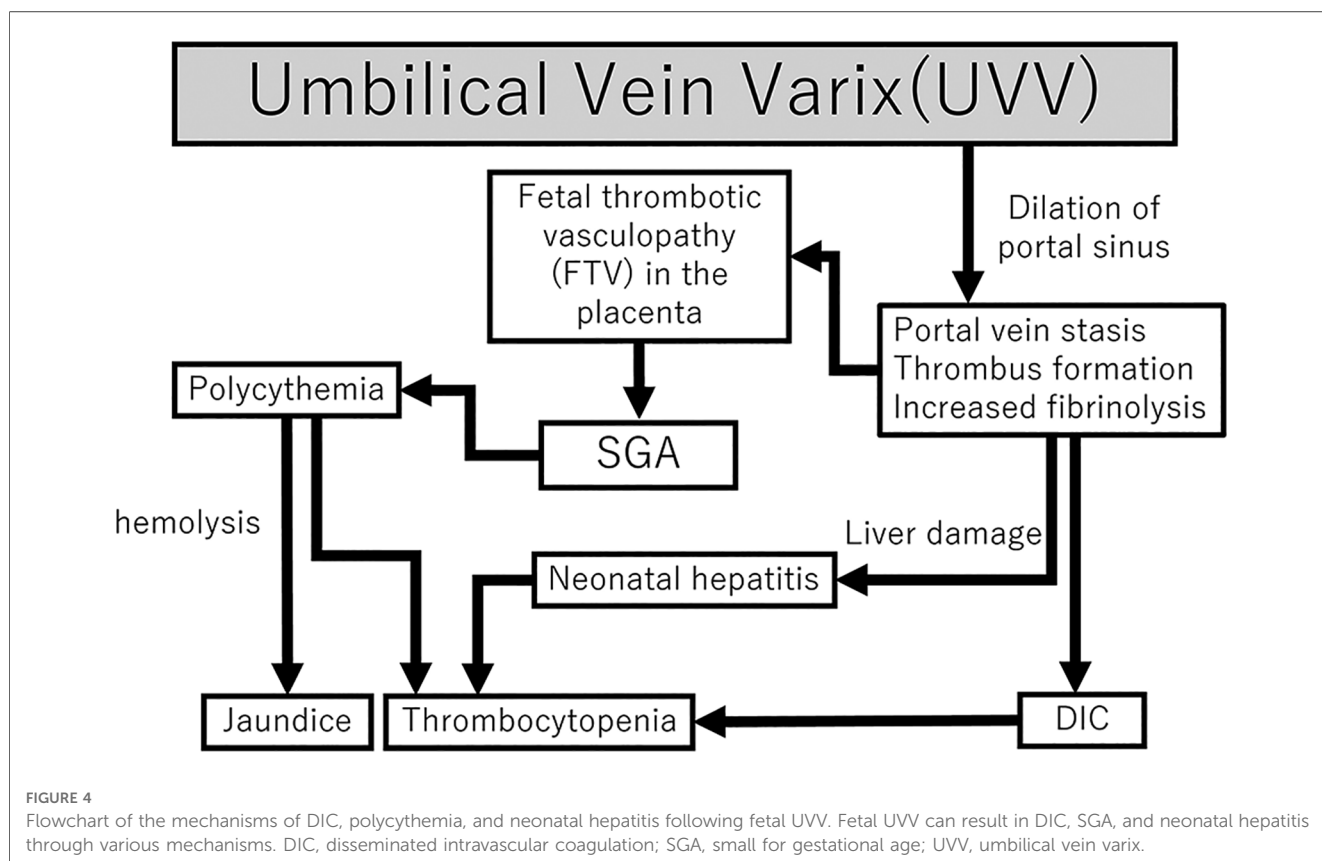 Umbilical Vein Varix(UVV)
Fetal thrombotic
vasculopathy
(FTV) in the
placenta
Dilation of
portal sinus
Portal vein stasis
Thrombus formation
Increased fibrinolysis
Polycythemia
SGA
hemolysis
Liver damage
Neonatal hepatitis
Jaundice
Thrombocytopenia
DIC
FIGURE 4
Flowchart of the mechanisms of DIC, polycythemia, and neonatal hepatitis following fetal UVV. Fetal UVV can result in DIC, SGA, and neonatal hepatitis
through various mechanisms. DIC, disseminated intravascular coagulation; SGA, small for gestational age; UVV, umbilical vein varix.